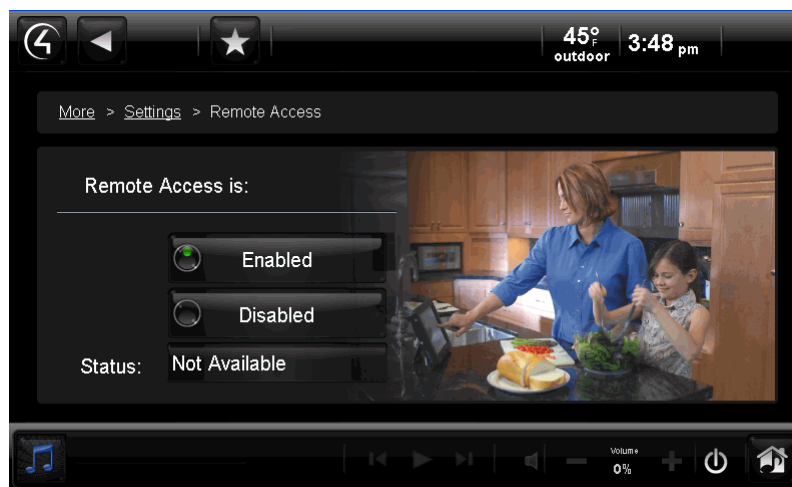 45°F
outdoor
3:48 pm
More > Settings > Remote Access
Remote Access is:
Enabled
Disabled
Status: Not Available
Volume
0%